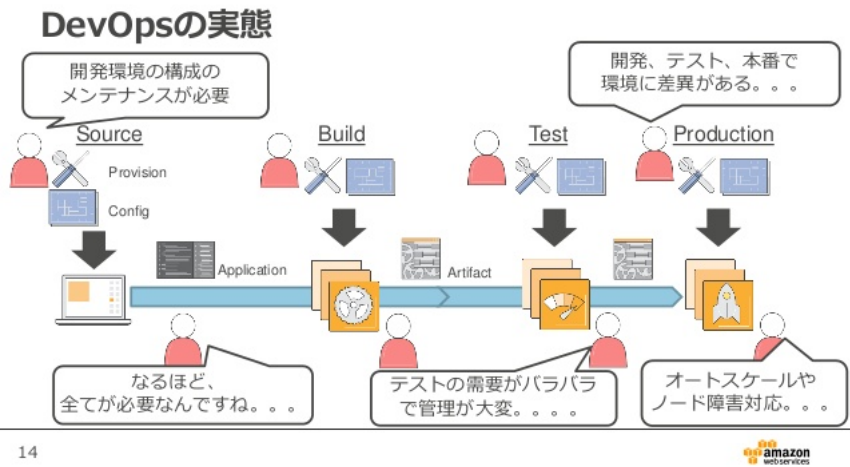 DevOpsの実態
開発環境の構成の
メンテナンスが必要
開発、テスト、本番で
環境に差異がある。。。
Source
Build
Test
Production
Provision
Config
Application
Artifact
なるほど、
全てが必要なんですね。。。
テストの需要がバラバラ
で管理が大変。。。。
オートスケールや
ノード障害対応。。。
14
amazon
webservices